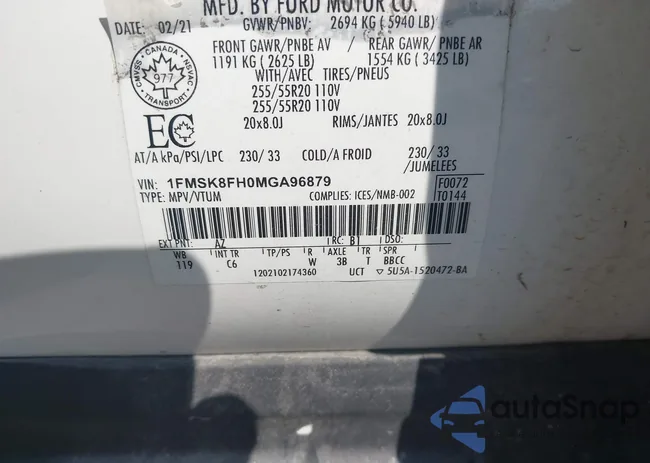 MFD. BY FORD MOTOR CO.
DATE: 02/21 GVWR/PNBV: 2694 KG ( 5940 LB)
FRONT GAWR/PNBE AV / REAR GAWR/ PNBE AR
1191 KG ( 2625 LB) 1554 KG ( 3425 LB)
WITH/AVEC TIRES/PNEUS
255/55R20 110V
255/55R20 110V
CANADA
CMVSS NSVAC
977
TRANSPORT
EC
20x8.0J RIMS/JANTES 20x8.0J
AT/A kPa/PSI/LPC 230/ 33 COLD/A FROID 230/ 33
/JUMELEES
VIN: 1FMSK8FH0MGA96879 F0072
TYPE: MPV/VTUM COMPLIES: ICES/NMB-002 T0144
EXT PNT: AZ RC: B1 DSO:
WB INT TR TP/PS R AXLE TR SPR
119 C6 W 3B T BBCC
1202102174360 UCT ▽ 5U5A-1520472-BA
autoSnap